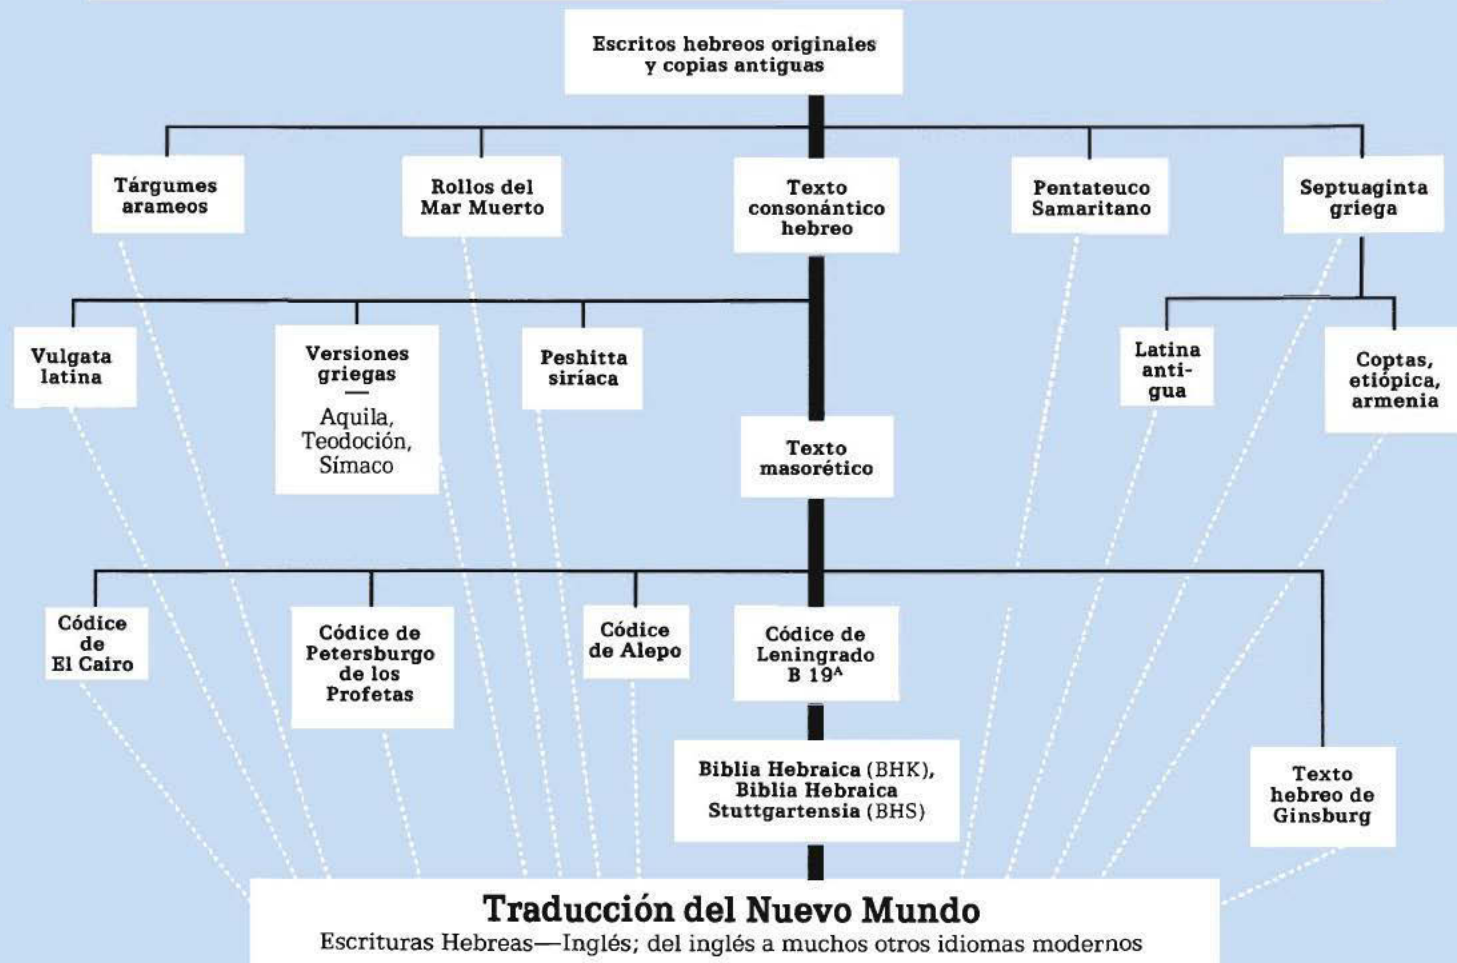 Escritos hebreos originales
y copias antiguas
Tárgumes
arameos
Rollos del
Mar Muerto
Texto
consonántico
hebreo
Pentateuco
Samaritano
Septuaginta
griega
Vulgata
latina
Versiones
griegas
—
Aquila,
Teodoción,
Símaco
Peshitta
siríaca
Latina
anti-
gua
Coptas,
etiópica,
armenia
Texto
masorético
Códice
de
El Cairo
Códice de
Petersburgo
de los
Profetas
Códice
de Alepo
Códice de
Leningrado
B 19ᴬ
Biblia Hebraica (BHK),
Biblia Hebraica
Stuttgartensia (BHS)
Texto
hebreo de
Ginsburg
Traducción del Nuevo Mundo
Escrituras Hebreas—Inglés; del inglés a muchos otros idiomas modernos